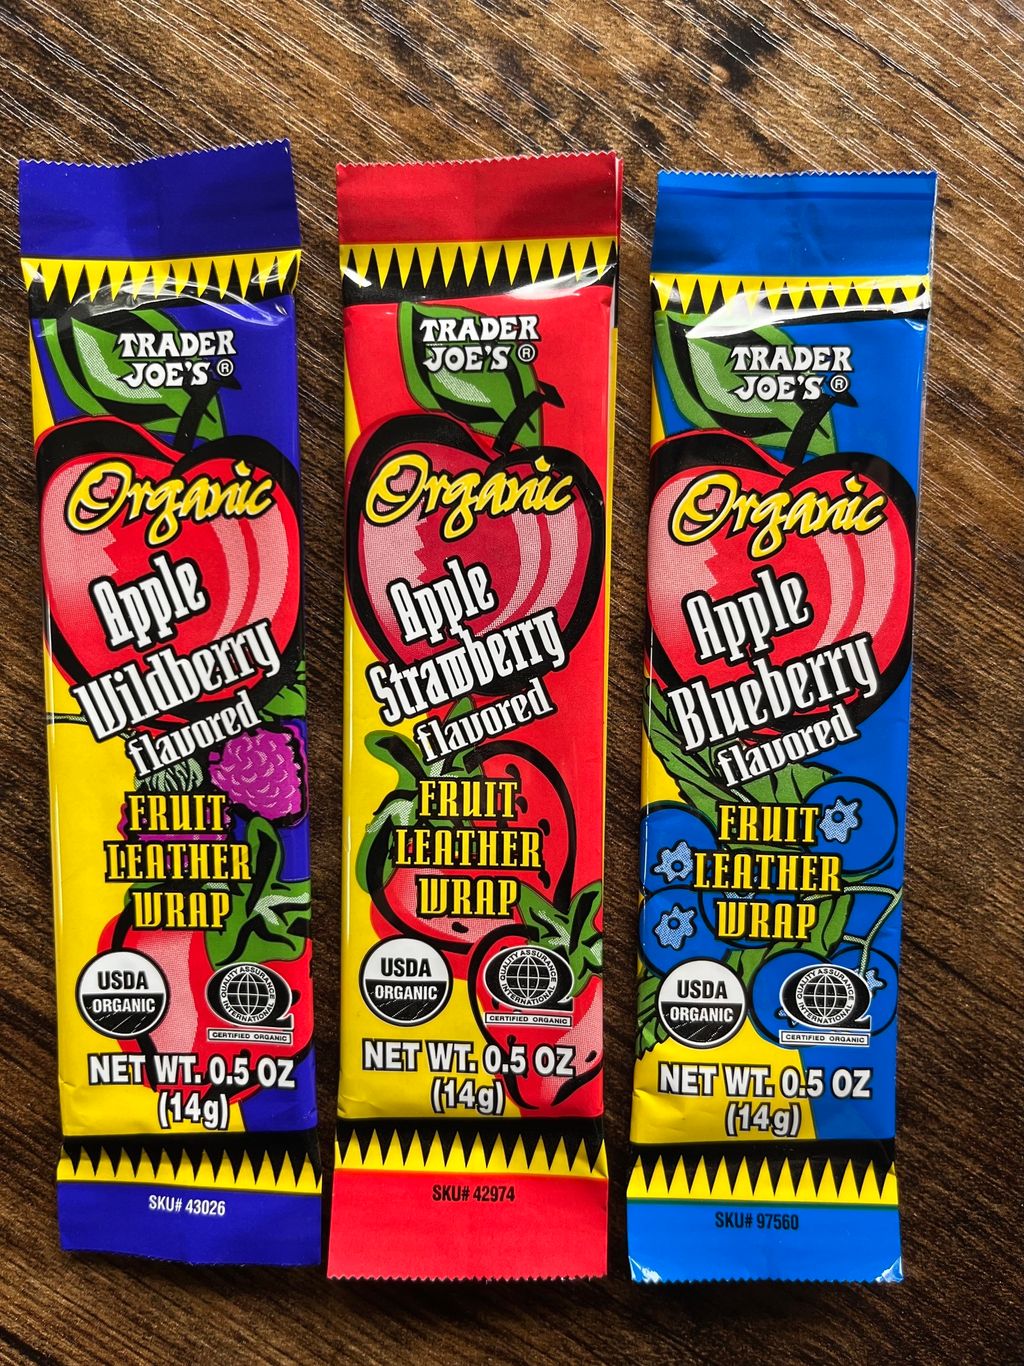 TRADER
JOE'S®
Organic
Apple
Wildberry
flavored
FRUIT
LEATHER
WRAP
USDA
ORGANIC
QUALITY ASSURANCE
INTERNATIONAL
CERTIFIED ORGANIC
NET WT. 0.5 OZ
(14g)
SKU# 43026
TRADER
JOE'S®
Organic
Apple
Strawberry
flavored
FRUIT
LEATHER
WRAP
USDA
ORGANIC
QUALITY ASSURANCE
INTERNATIONAL
CERTIFIED ORGANIC
NET WT. 0.5 OZ
(14g)
SKU# 42974
TRADER
JOE'S®
Organic
Apple
Blueberry
flavored
FRUIT
LEATHER
WRAP
USDA
ORGANIC
QUALITY ASSURANCE
INTERNATIONAL
CERTIFIED ORGANIC
NET WT. 0.5 OZ
(14g)
SKU# 97560